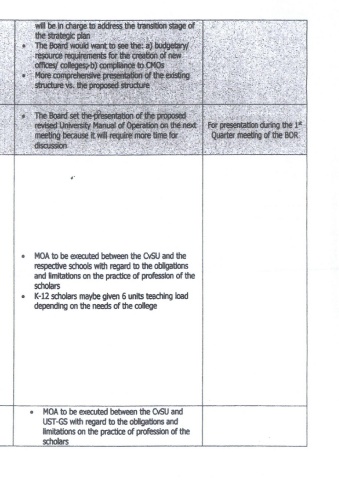 will be in charge to address the transition stage of
the strategic plan
• The Board would want to see the: a) budgetary/
resource requirements for the creation of new
offices/ colleges; b) compliance to CMOs
• More comprehensive presentation of the existing
structure vs. the proposed structure
• The Board set the presentation of the proposed
revised University Manual of Operation on the next
meeting because it will require more time for
discussion
For presentation during the 1st
Quarter meeting of the BOR
• MOA to be executed between the CvSU and the
respective schools with regard to the obligations
and limitations on the practice of profession of the
scholars
• K-12 scholars maybe given 6 units teaching load
depending on the needs of the college
• MOA to be executed between the CvSU and
UST-GS with regard to the obligations and
limitations on the practice of profession of the
scholars